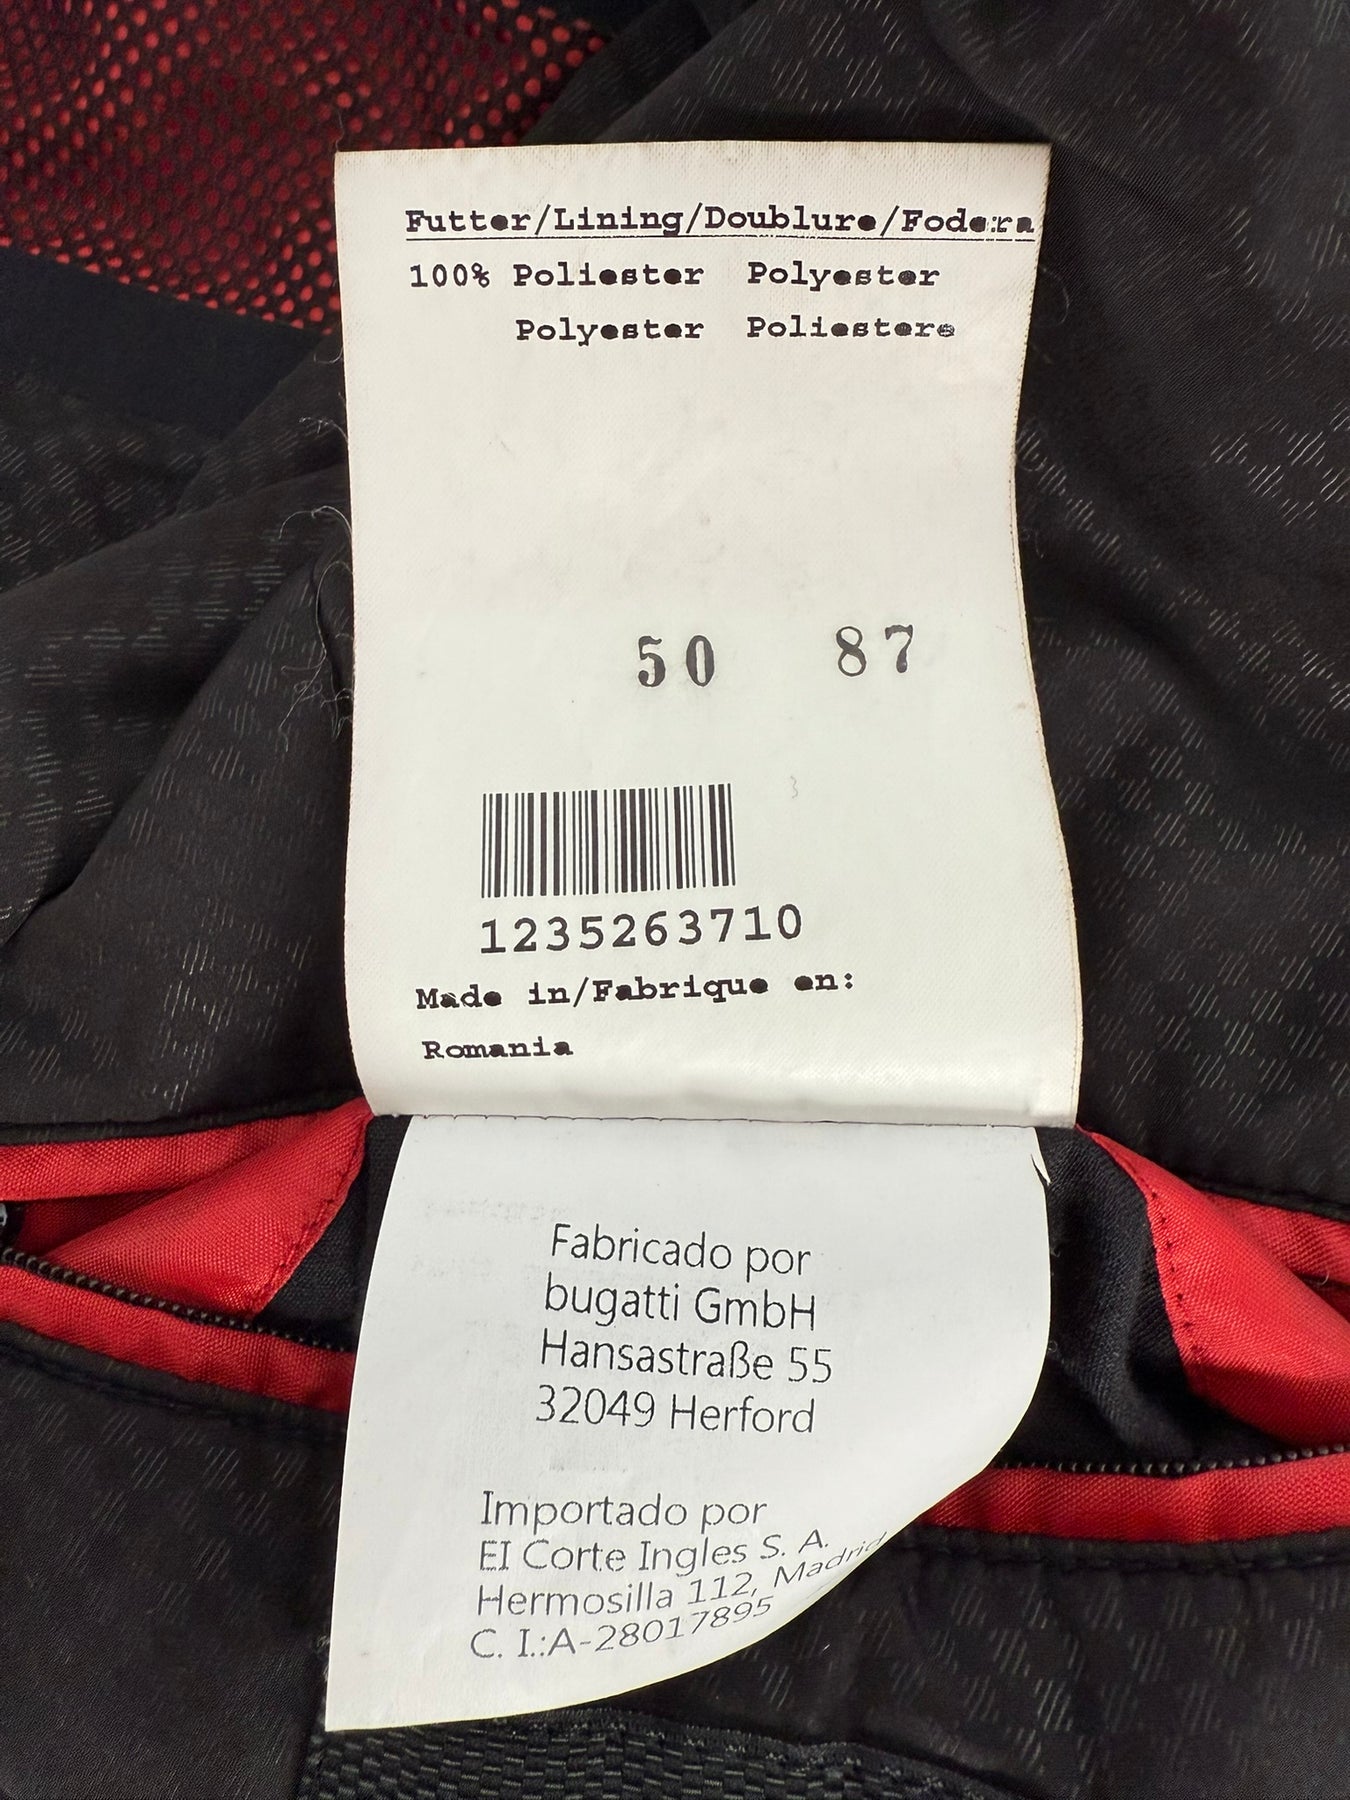 Futter/Lining/Doublure/Fodera
100% Poliester Polyester
Polyester Poliestere
50 87
1235263710
Made in/Fabrique en:
Romania
Fabricado por
bugatti GmbH
Hansastraße 55
32049 Herford
Importado por
EI Corte Ingles S. A.
Hermosilla 112, Madrid
C. I.:A-28017895